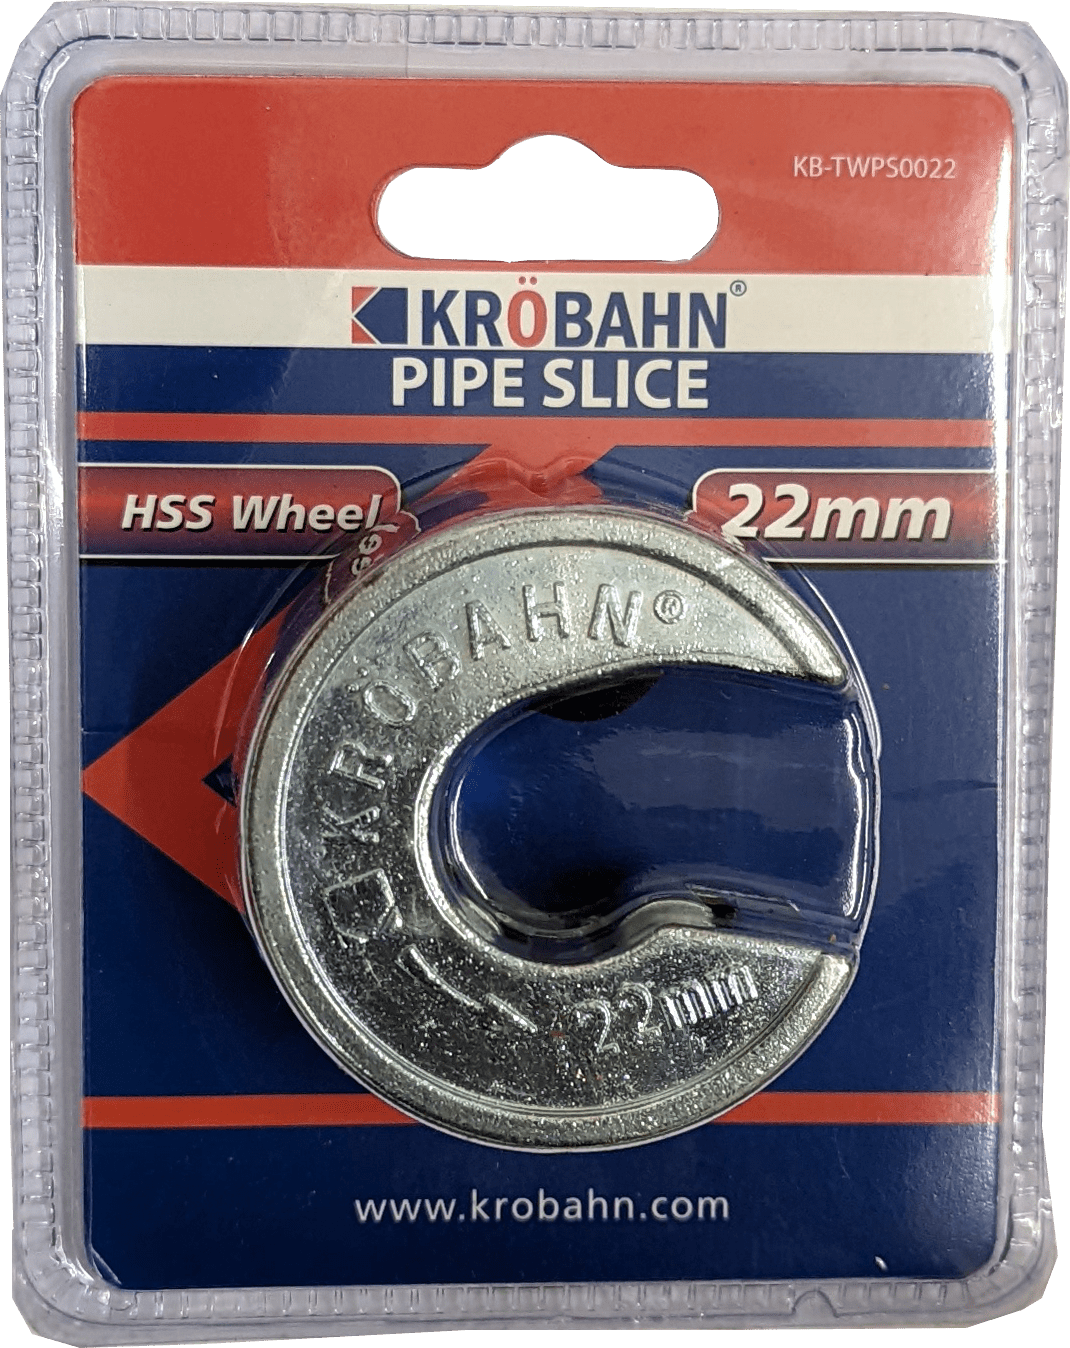 KB-TWPS0022
KRÖBAHN®
PIPE SLICE
HSS Wheel
22mm
KRÖBAHN®
22mm
www.krobahn.com